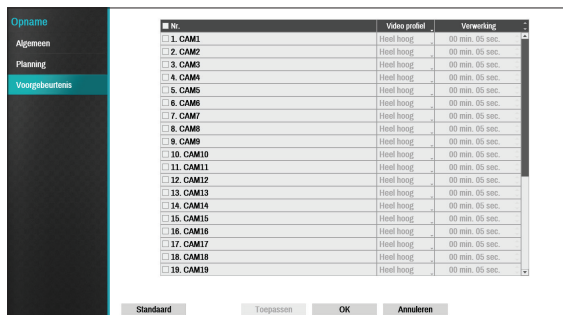 Opname
Algemeen
Planning
Voorgebeurtenis
Nr. Video profiel Verwerking
1. CAM1 Heel hoog 00 min. 05 sec.
2. CAM2 Heel hoog 00 min. 05 sec.
3. CAM3 Heel hoog 00 min. 05 sec.
4. CAM4 Heel hoog 00 min. 05 sec.
5. CAM5 Heel hoog 00 min. 05 sec.
6. CAM6 Heel hoog 00 min. 05 sec.
7. CAM7 Heel hoog 00 min. 05 sec.
8. CAM8 Heel hoog 00 min. 05 sec.
9. CAM9 Heel hoog 00 min. 05 sec.
10. CAM10 Heel hoog 00 min. 05 sec.
11. CAM11 Heel hoog 00 min. 05 sec.
12. CAM12 Heel hoog 00 min. 05 sec.
13. CAM13 Heel hoog 00 min. 05 sec.
14. CAM14 Heel hoog 00 min. 05 sec.
15. CAM15 Heel hoog 00 min. 05 sec.
16. CAM16 Heel hoog 00 min. 05 sec.
17. CAM17 Heel hoog 00 min. 05 sec.
18. CAM18 Heel hoog 00 min. 05 sec.
19. CAM19 Heel hoog 00 min. 05 sec.
Standaard Toepassen OK Annuleren